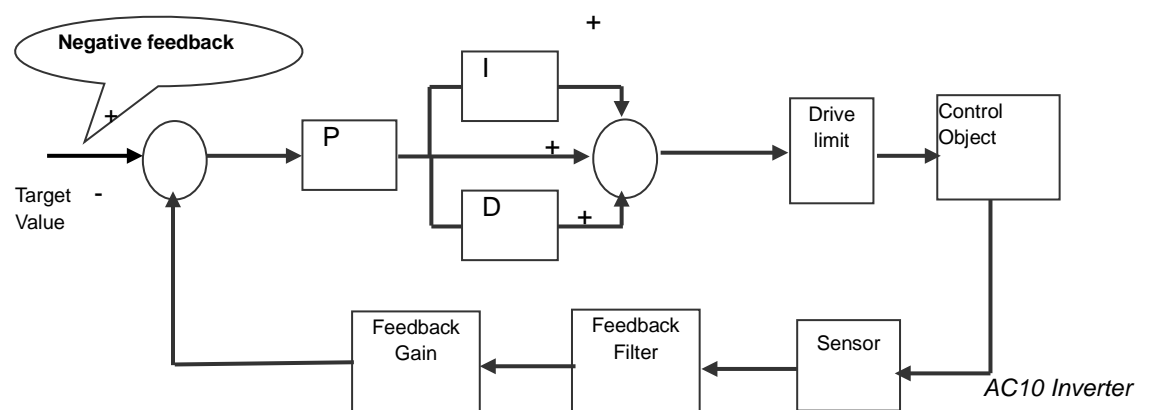 +
Negative feedback
I
+
P
Drive
limit
Control
Object
+
Target
Value
-
D
+
Feedback
Gain
Feedback
Filter
Sensor
AC10 Inverter